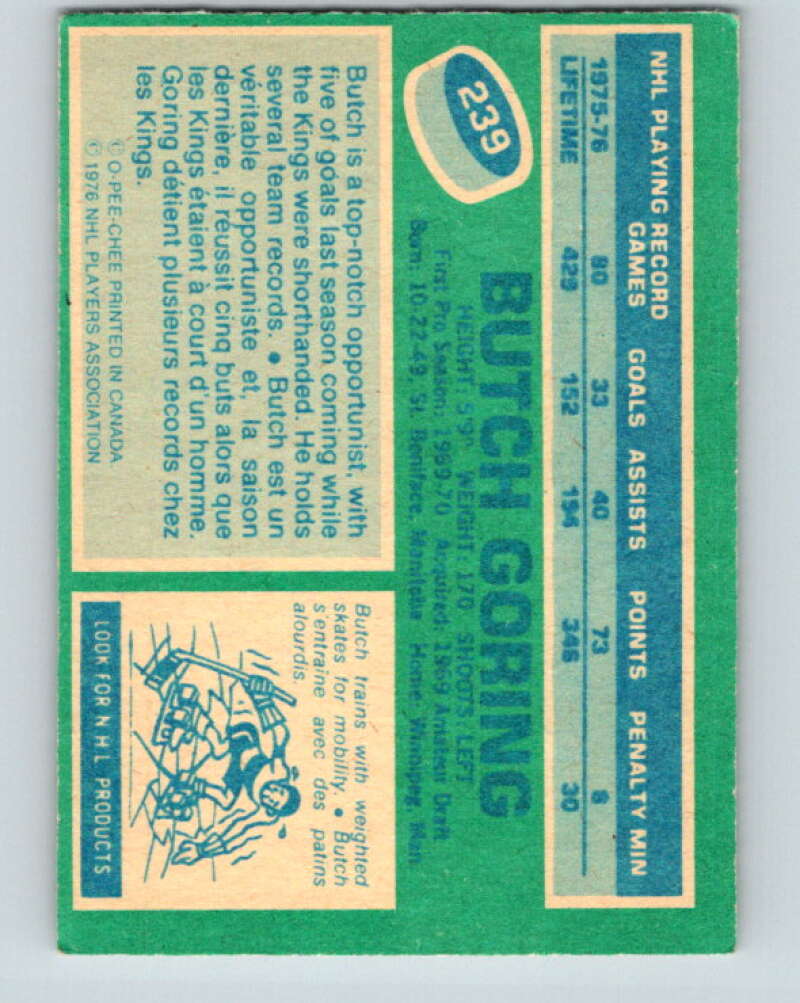 NHL PLAYING RECORD
GAMES GOALS ASSISTS POINTS PENALTY MIN
1975-76 80 33 40 73 8
LIFETIME 429 152 194 346 30
239
BUTCH GORING
HEIGHT: 5'9" WEIGHT: 170 SHOOTS: LEFT
First Pro Season: 1969-70 Acquired: 1969 Amateur Draft
Born: 10-22-49, St. Boniface, Manitoba Home: Winnipeg, Man.
Butch is a top-notch opportunist, with
five of goals last season coming while
the Kings were shorthanded. He holds
several team records. • Butch est un
véritable opportuniste et, la saison
dernière, il réussit cinq buts alors que
les Kings étaient à court d'un homme.
Goring détient plusieurs records chez
les Kings.
© O-PEE-CHEE PRINTED IN CANADA
© 1976 NHL PLAYERS ASSOCIATION
Butch trains with weighted
skates for mobility. • Butch
s'entraine avec des patins
alourdis.
LOOK FOR NHL PRODUCTS